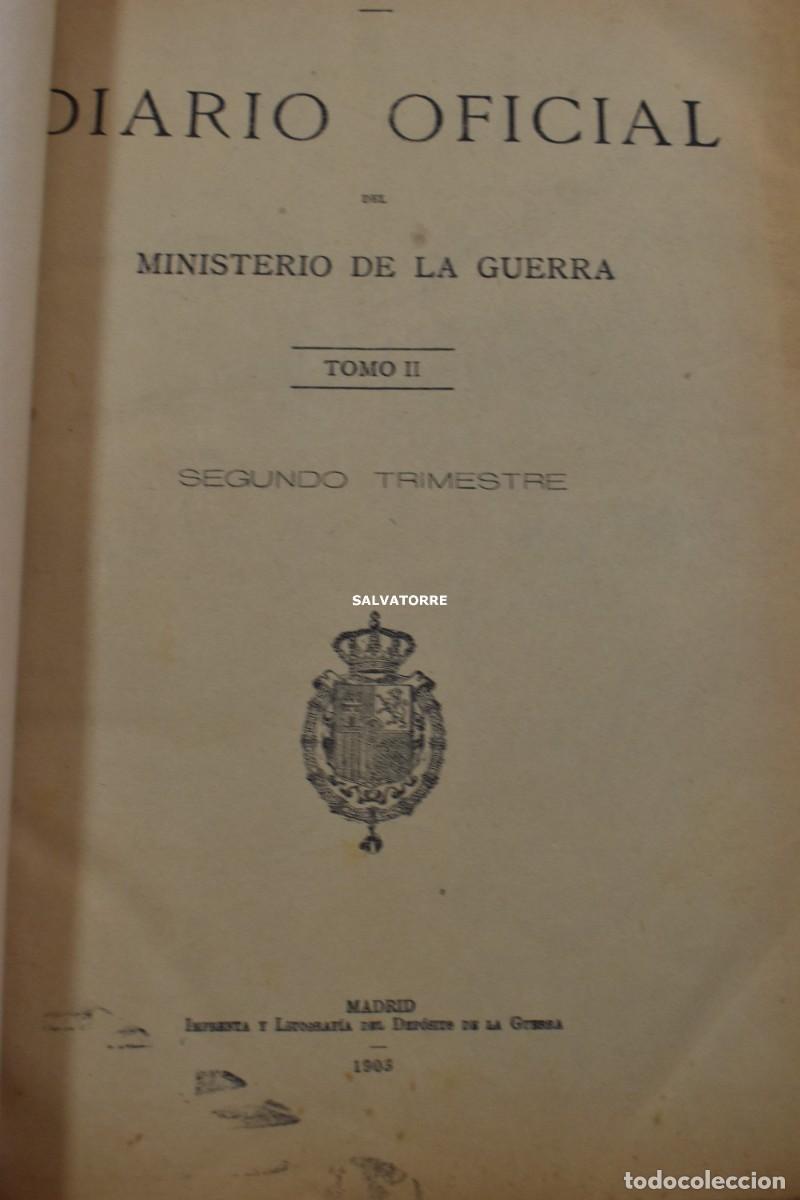 DIARIO OFICIAL
DEL
MINISTERIO DE LA GUERRA
TOMO II
SEGUNDO TRIMESTRE
SALVATORRE
MADRID
IMPRENTA Y LITOGRAFÍA DEL DEPÓSITO DE LA GUERRA
1905
todocoleccion